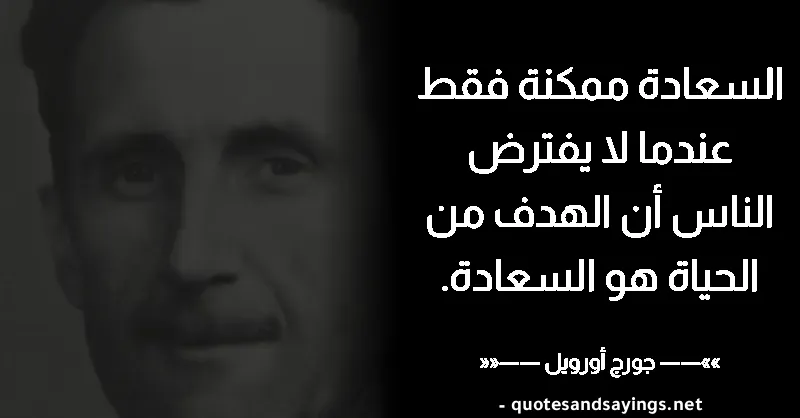 السعادة ممكنة فقط
عندما لا يفترض
الناس أن الهدف من
الحياة هو السعادة.
»»—— جورج أورويل ——««
- quotesandsayings.net